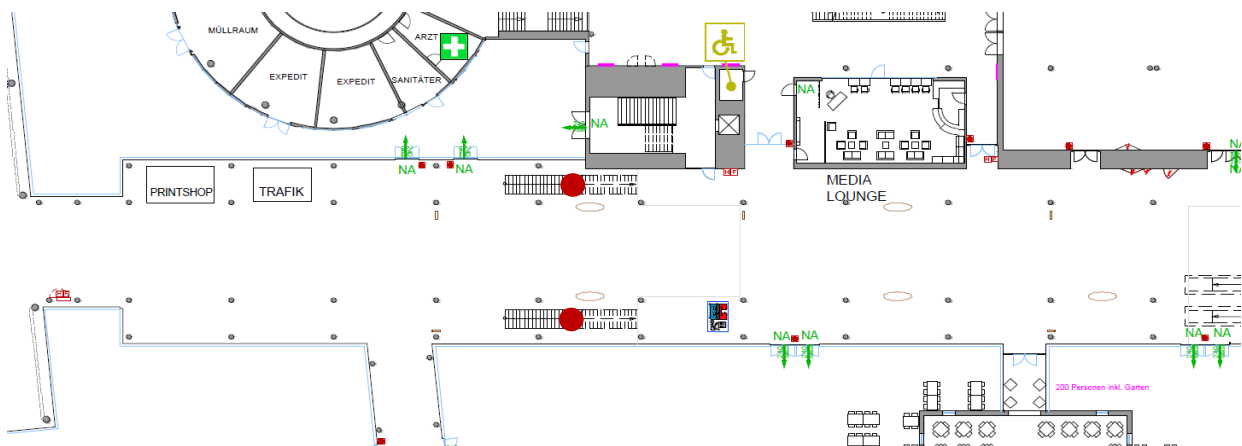 MÜLLRAUM
ARZT
EXPEDIT
EXPEDIT
SANITÄTER
NA
NA
NA
NA
NA
NA
PRINTSHOP
TRAFIK
MEDIA
LOUNGE
NA
NA
NA
NA
200 Personen inkl. Garten